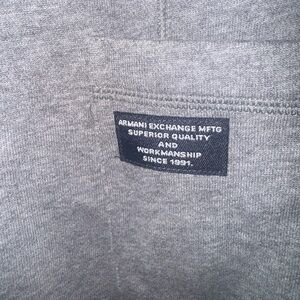 ARMANI EXCHANGE MFTG
SUPERIOR QUALITY
AND
WORKMANSHIP
SINCE 1991.